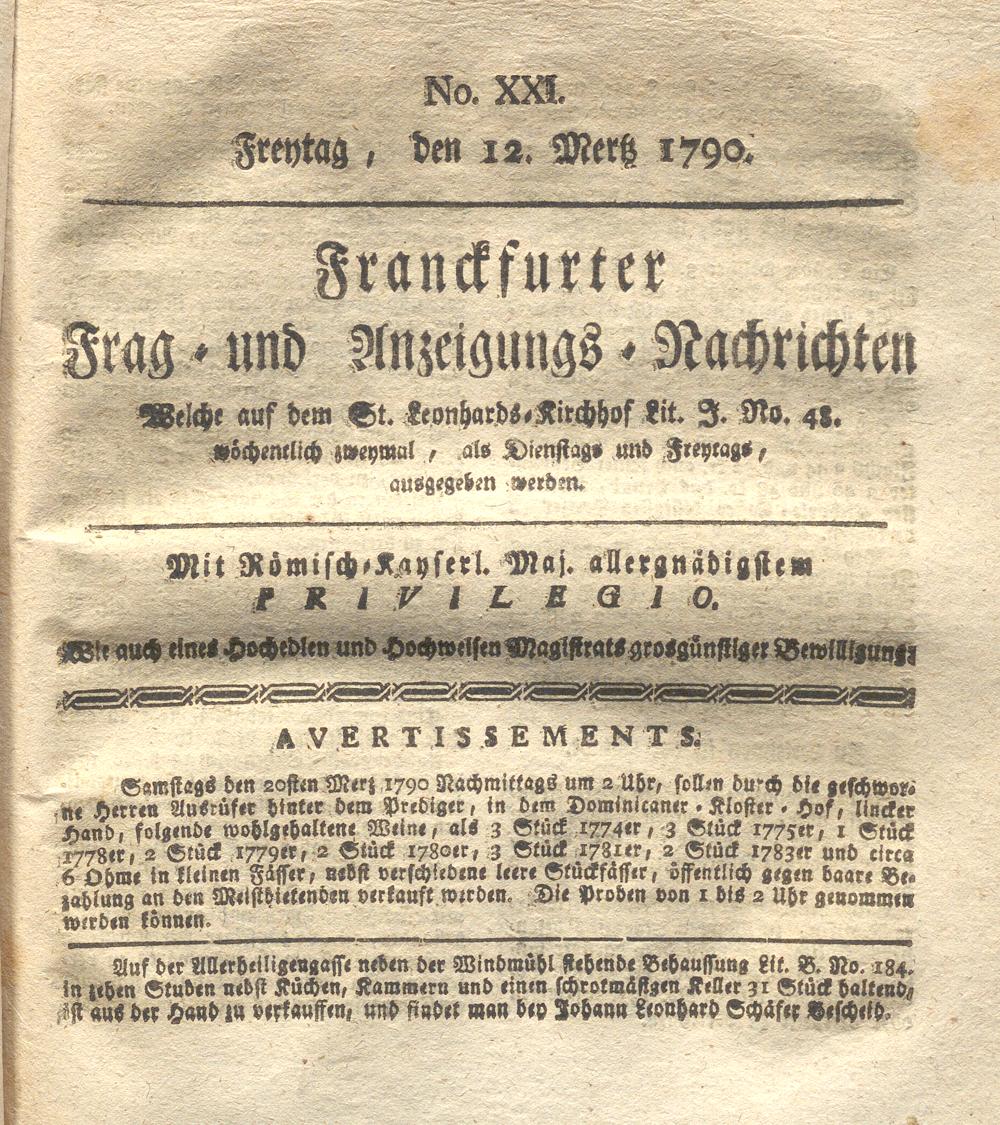 No. XXI.
Freytag, den 12. Mertz 1790.
Franckfurter
Frag- und Anzeigungs-Nachrichten
Welche auf dem St. Leonhards-Kirchhof Lit. J. No. 48.
wöchentlich zweymal, als Dienstags und Freytags,
ausgegeben werden.
Mit Römisch-Kayserl. Maj. allergnädigstem
PRIVILEGIO.
Wie auch eines Hochedlen und Hochweisen Magistrats grosgünstiger Bewilligung:
AVERTISSEMENTS.
Samstags den 20sten Mertz 1790 Nachmittags um 2 Uhr, sollen durch die geschwor-
ne Herren Ausrüfer hinter dem Prediger, in dem Dominicaner-Kloster-Hof, lincker
Hand, folgende wohlgehaltene Weine, als 3 Stück 1774er, 3 Stück 1775er, 1 Stück
1778er, 2 Stück 1779er, 2 Stück 1780er, 3 Stück 1781er, 2 Stück 1783er und circa
6 Ohme in kleinen Fässer, nebst verschiedene leere Stückfässer, öffentlich gegen baare Be-
zahlung an den Meistbietenden verkauft werden. Die Proben von 1 bis 2 Uhr genommen
werden können.
Auf der Allerheiligengasse neben der Windmühl stehende Behaussung Lit. B. No. 184.
in zehen Stuben nebst Küchen, Kammern und einen schrotmäsigen Keller 31 Stück haltend,
ist aus der Hand zu verkauffen, und findet man bey Johann Leonhard Schäfer Bescheid.